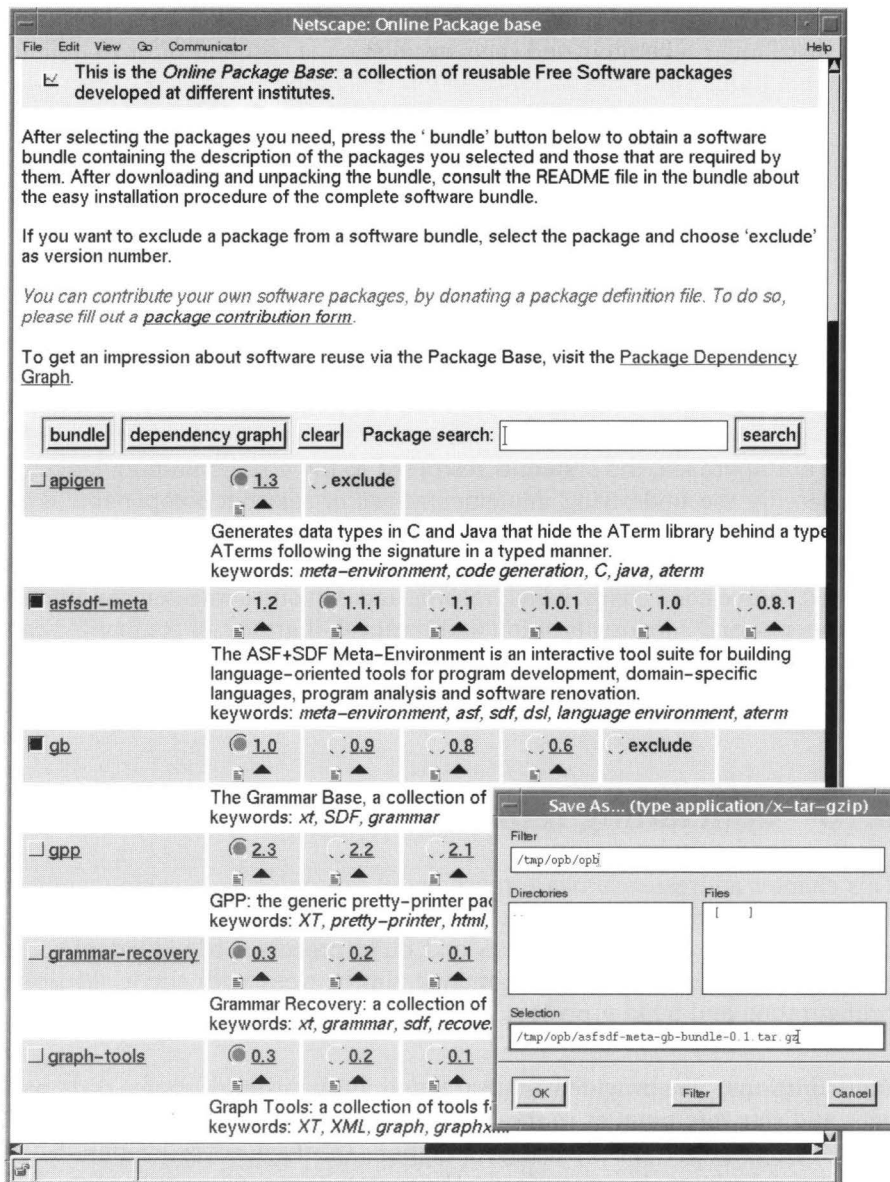 Netscape: Online Package base
File Edit View Go Communicator Help
This is the Online Package Base: a collection of reusable Free Software packages
developed at different institutes.
After selecting the packages you need, press the ‘ bundle’ button below to obtain a software
bundle containing the description of the packages you selected and those that are required by
them. After downloading and unpacking the bundle, consult the README file in the bundle about
the easy installation procedure of the complete software bundle.
If you want to exclude a package from a software bundle, select the package and choose ‘exclude’
as version number.
You can contribute your own software packages, by donating a package definition file. To do so,
please fill out a package contribution form.
To get an impression about software reuse via the Package Base, visit the Package Dependency
Graph.
bundle dependency graph clear Package search: search
apigen 1.3 exclude
Generates data types in C and Java that hide the ATerm library behind a type
ATerms following the signature in a typed manner.
keywords: meta-environment, code generation, C, java, aterm
asfsdf-meta 1.2 1.1.1 1.1 1.0.1 1.0 0.8.1
The ASF+SDF Meta-Environment is an interactive tool suite for building
language-oriented tools for program development, domain-specific
languages, program analysis and software renovation.
keywords: meta-environment, asf, sdf, dsl, language environment, aterm
gb 1.0 0.9 0.8 0.6 exclude
The Grammar Base, a collection of
keywords: xt, SDF, grammar
gpp 2.3 2.2 2.1
GPP: the generic pretty-printer pac
keywords: XT, pretty-printer, html,
grammar-recovery 0.3 0.2 0.1
Grammar Recovery: a collection of
keywords: xt, grammar, sdf, recove
graph-tools 0.3 0.2 0.1
Graph Tools: a collection of tools f
keywords: XT, XML, graph, graphx
Save As... (type application/x-tar-gzip)
Filter
/tmp/opb/opb
Directories Files
.. [ ]
Selection
/tmp/opb/asfsdf-meta-gb-bundle-0.1.tar.gz
OK Filter Cancel